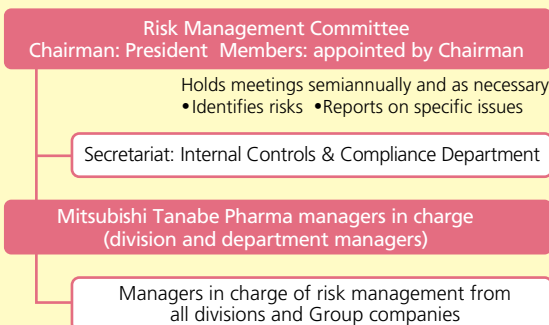 Risk Management Committee
Chairman: President  Members: appointed by Chairman
Holds meetings semiannually and as necessary
•Identifies risks  •Reports on specific issues
Secretariat: Internal Controls & Compliance Department
Mitsubishi Tanabe Pharma managers in charge
(division and department managers)
Managers in charge of risk management from
all divisions and Group companies